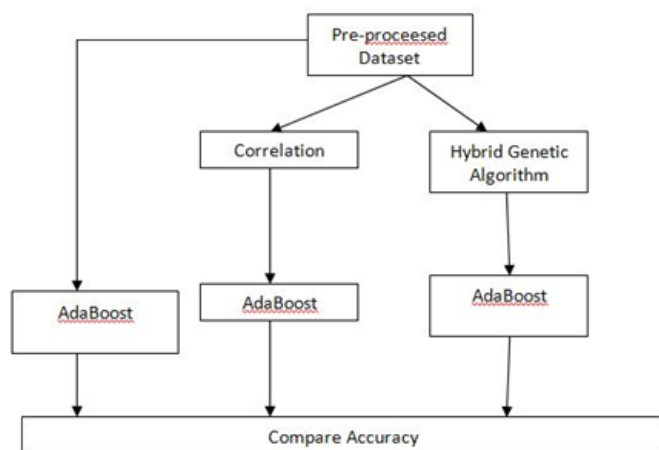 Pre-proceesed
Dataset
Correlation
Hybrid Genetic
Algorithm
AdaBoost
AdaBoost
AdaBoost
Compare Accuracy